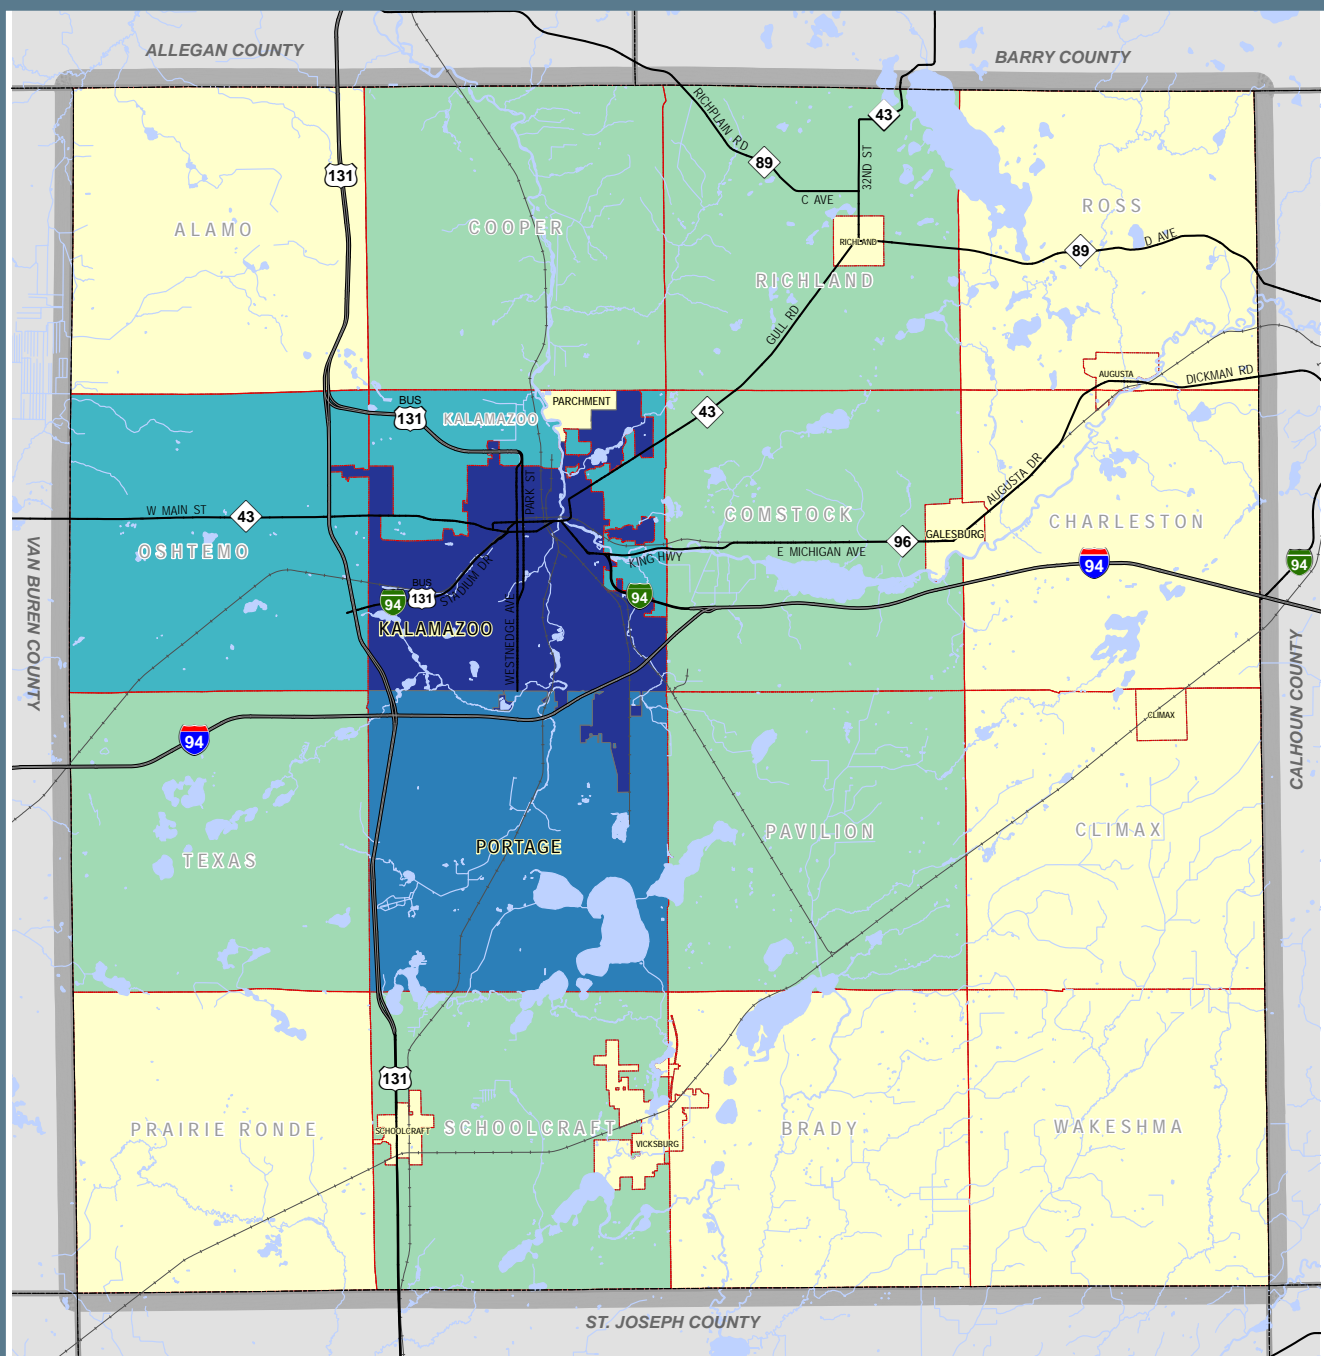 ALLEGAN COUNTY
BARRY COUNTY
43
RICHPLAIN RD
131
89
32ND ST
C AVE
ROSS
ALAMO
COOPER
RICHLAND
89
D AVE
RICHLAND
GULL RD
AUGUSTA
DICKMAN RD
BUS
131
KALAMAZOO
PARCHMENT
43
AUGUSTA DR
PARK ST
W MAIN ST
43
COMSTOCK
CHARLESTON
OSHTEMO
GALESBURG
96
E MICHIGAN AVE
KING HWY
94
94
VAN BUREN COUNTY
STADIUM DR
BUS
94
131
94
WESTNEDGE AVE
KALAMAZOO
CALHOUN COUNTY
CLIMAX
94
PAVILION
CLIMAX
PORTAGE
TEXAS
131
SCHOOLCRAFT
PRAIRIE RONDE
SCHOOLCRAFT
VICKSBURG
BRADY
WAKESHMA
ST. JOSEPH COUNTY